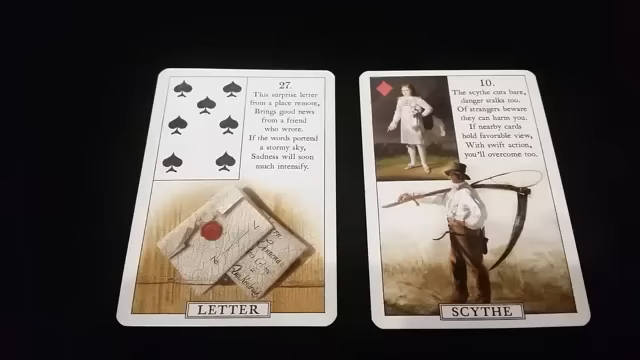 27.
This surprise letter
from a place remote,
Brings good news
from a friend
who wrote.
If the words portend
a stormy sky,
Sadness will soon
much intensify.
LETTER
10.
The scythe cuts bare,
danger stalks too.
Of strangers beware
they can harm you.
If nearby cards
hold favorable view,
With swift action,
you'll overcome too.
SCYTHE